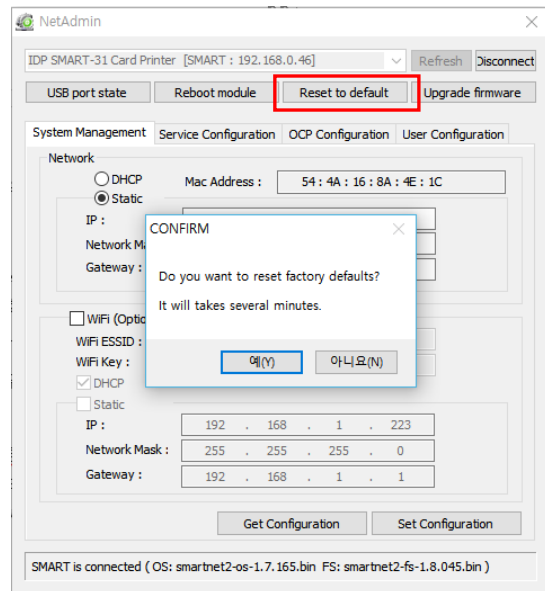 NetAdmin
IDP SMART-31 Card Printer [SMART : 192.168.0.46] Refresh Disconnect
USB port state Reboot module Reset to default Upgrade firmware
System Management Service Configuration OCP Configuration User Configuration
Network
DHCP Mac Address : 54 : 4A : 16 : 8A : 4E : 1C
Static
IP :
Network
Gateway :
CONFIRM
Do you want to reset factory defaults?
It will takes several minutes.
예(Y) 아니요(N)
WiFi
WiFi ESSID :
WiFi Key :
DHCP
Static
IP : 192 . 168 . 1 . 223
Network Mask : 255 . 255 . 255 . 0
Gateway : 192 . 168 . 1 . 1
Get Configuration Set Configuration
SMART is connected ( OS: smartnet2-os-1.7.165.bin FS: smartnet2-fs-1.8.045.bin )